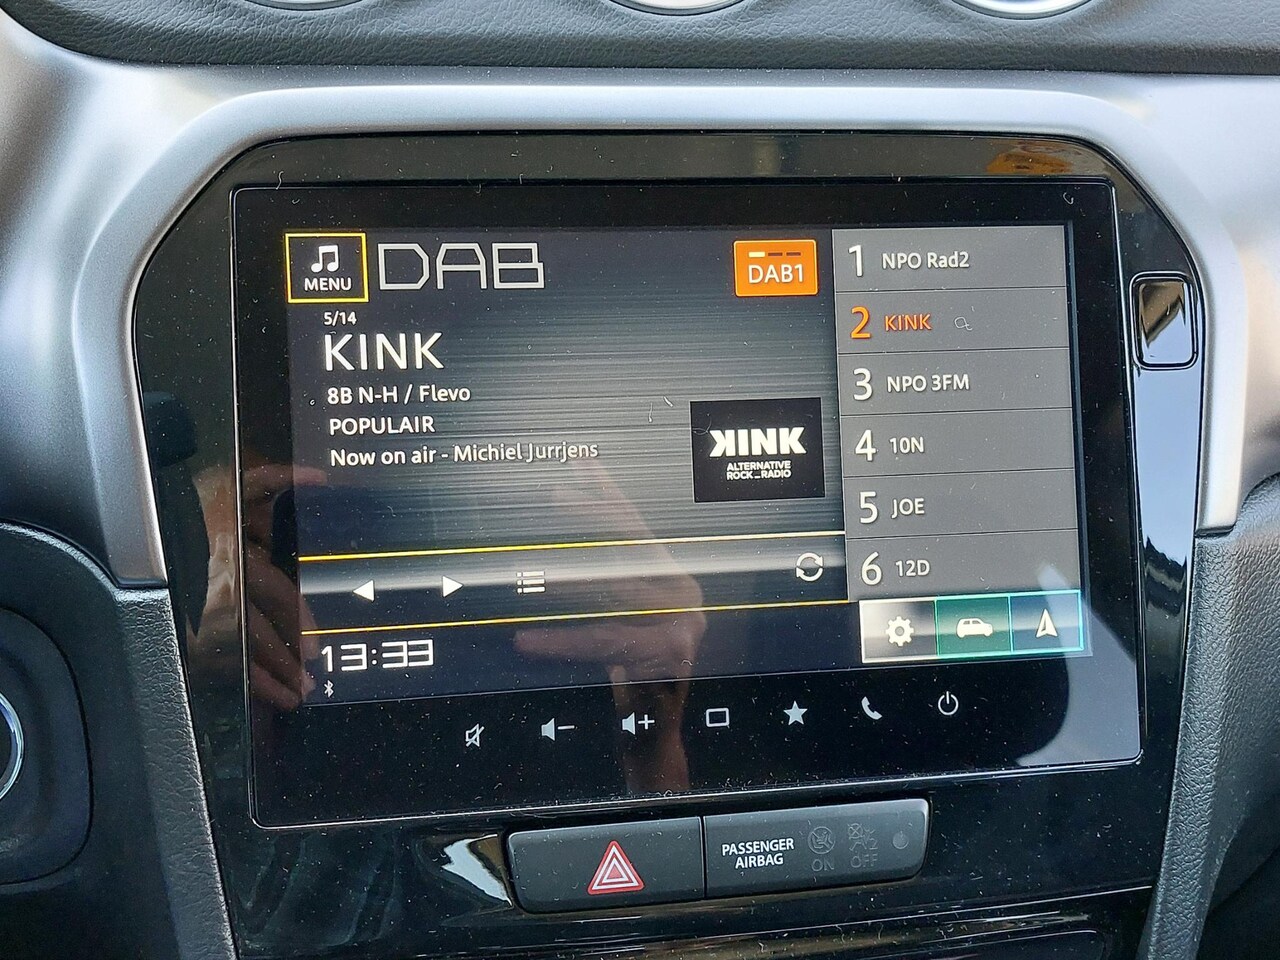 MENU
DAB
DAB1
5/14
KINK
8B N-H / Flevo
POPULAIR
Now on air - Michiel Jurrjens
KINK
ALTERNATIVE
ROCK_RADIO
1 NPO Rad2
2 KINK
3 NPO 3FM
4 10N
5 JOE
6 12D
13:33
PASSENGER
AIRBAG
ON
OFF